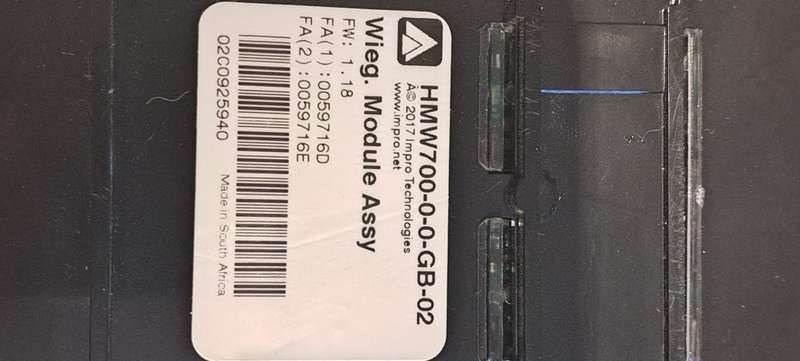 HMW700-0-0-GB-02
Â© 2017 Impro Technologies
www.impro.net
Wieg. Module Assy
FW: 1.18
FA(1):0059716D
FA(2):0059716E
02C0925940
Made in South Africa